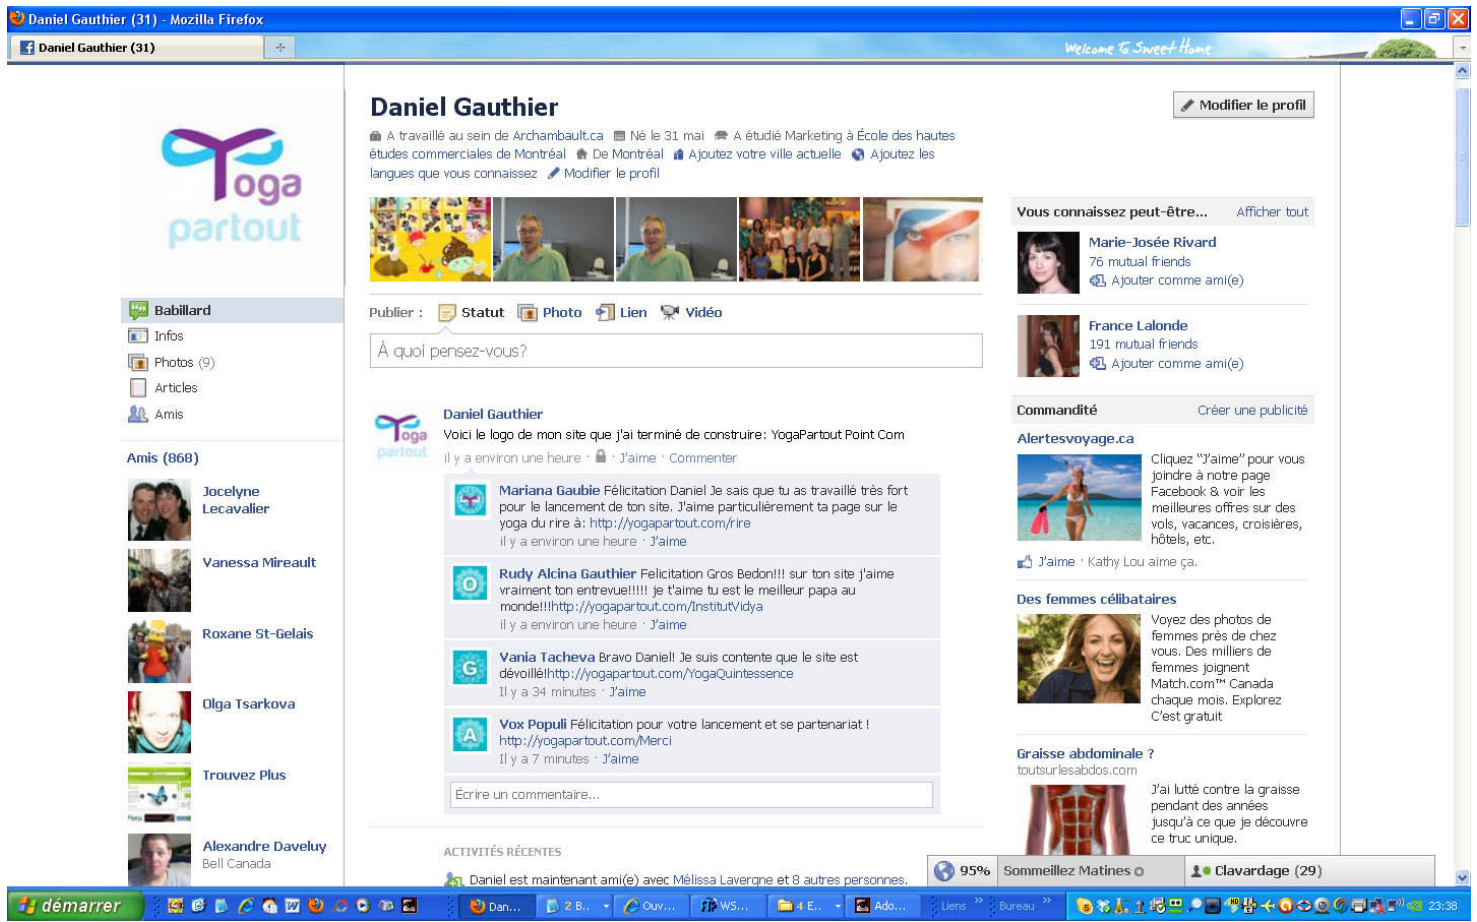 Daniel Gauthier (31) - Mozilla Firefox
Daniel Gauthier (31)
Welcome To Sweet Home
Yoga
partout
Daniel Gauthier
Modifier le profil
A travaillé au sein de Archambault.ca Né le 31 mai A étudié Marketing à École des hautes
études commerciales de Montréal De Montréal Ajoutez votre ville actuelle Ajoutez les
langues que vous connaissez Modifier le profil
Publier : Statut Photo Lien Vidéo
À quoi pensez-vous?
Babillard
Infos
Photos (9)
Articles
Amis
Amis (868)
Jocelyne
Lecavalier
Vanessa Mireault
Roxane St-Gelais
Olga Tsarkova
Trouvez Plus
Alexandre Daveluy
Bell Canada
Yoga
partout
Daniel Gauthier
Voici le logo de mon site que j'ai terminé de construire: YogaPartout Point Com
il y a environ une heure · J'aime · Commenter
Mariana Gaubie Félicitation Daniel Je sais que tu as travaillé très fort
pour le lancement de ton site. J'aime particulièrement ta page sur le
yoga du rire à: http://yogapartout.com/rire
il y a environ une heure · J'aime
O
Rudy Alcina Gauthier Felicitation Gros Bedon!!! sur ton site j'aime
vraiment ton entrevue!!!!! je t'aime tu est le meilleur papa au
monde!!!http://yogapartout.com/InstitutVidya
il y a environ une heure · J'aime
G
Vania Tacheva Bravo Daniel! Je suis contente que le site est
dévoillé!http://yogapartout.com/YogaQuintessence
Il y a 34 minutes · J'aime
A
Vox Populi Félicitation pour votre lancement et se partenariat !
http://yogapartout.com/Merci
Il y a 7 minutes · J'aime
Écrire un commentaire...
ACTIVITÉS RÉCENTES
Daniel est maintenant ami(e) avec Mélissa Lavergne et 8 autres personnes.
Vous connaissez peut-être... Afficher tout
Marie-Josée Rivard
76 mutual friends
Ajouter comme ami(e)
France Lalonde
191 mutual friends
Ajouter comme ami(e)
Commandité Créer une publicité
Alertesvoyage.ca
Cliquez "J'aime" pour vous
joindre à notre page
Facebook & voir les
meilleures offres sur des
vols, vacances, croisières,
hôtels, etc.
J'aime · Kathy Lou aime ça.
Des femmes célibataires
Voyez des photos de
femmes près de chez
vous. Des milliers de
femmes joignent
Match.com™ Canada
chaque mois. Explorez
C'est gratuit
Graisse abdominale ?
toutsurlesabdos.com
J'ai lutté contre la graisse
pendant des années
jusqu'à ce que je découvre
ce truc unique.
95% Sommeillez Matines Clavardage (29)
démarrer Dan... 2 B... Ouv... WS... 4 E... Ado... Liens » Bureau » 23:38